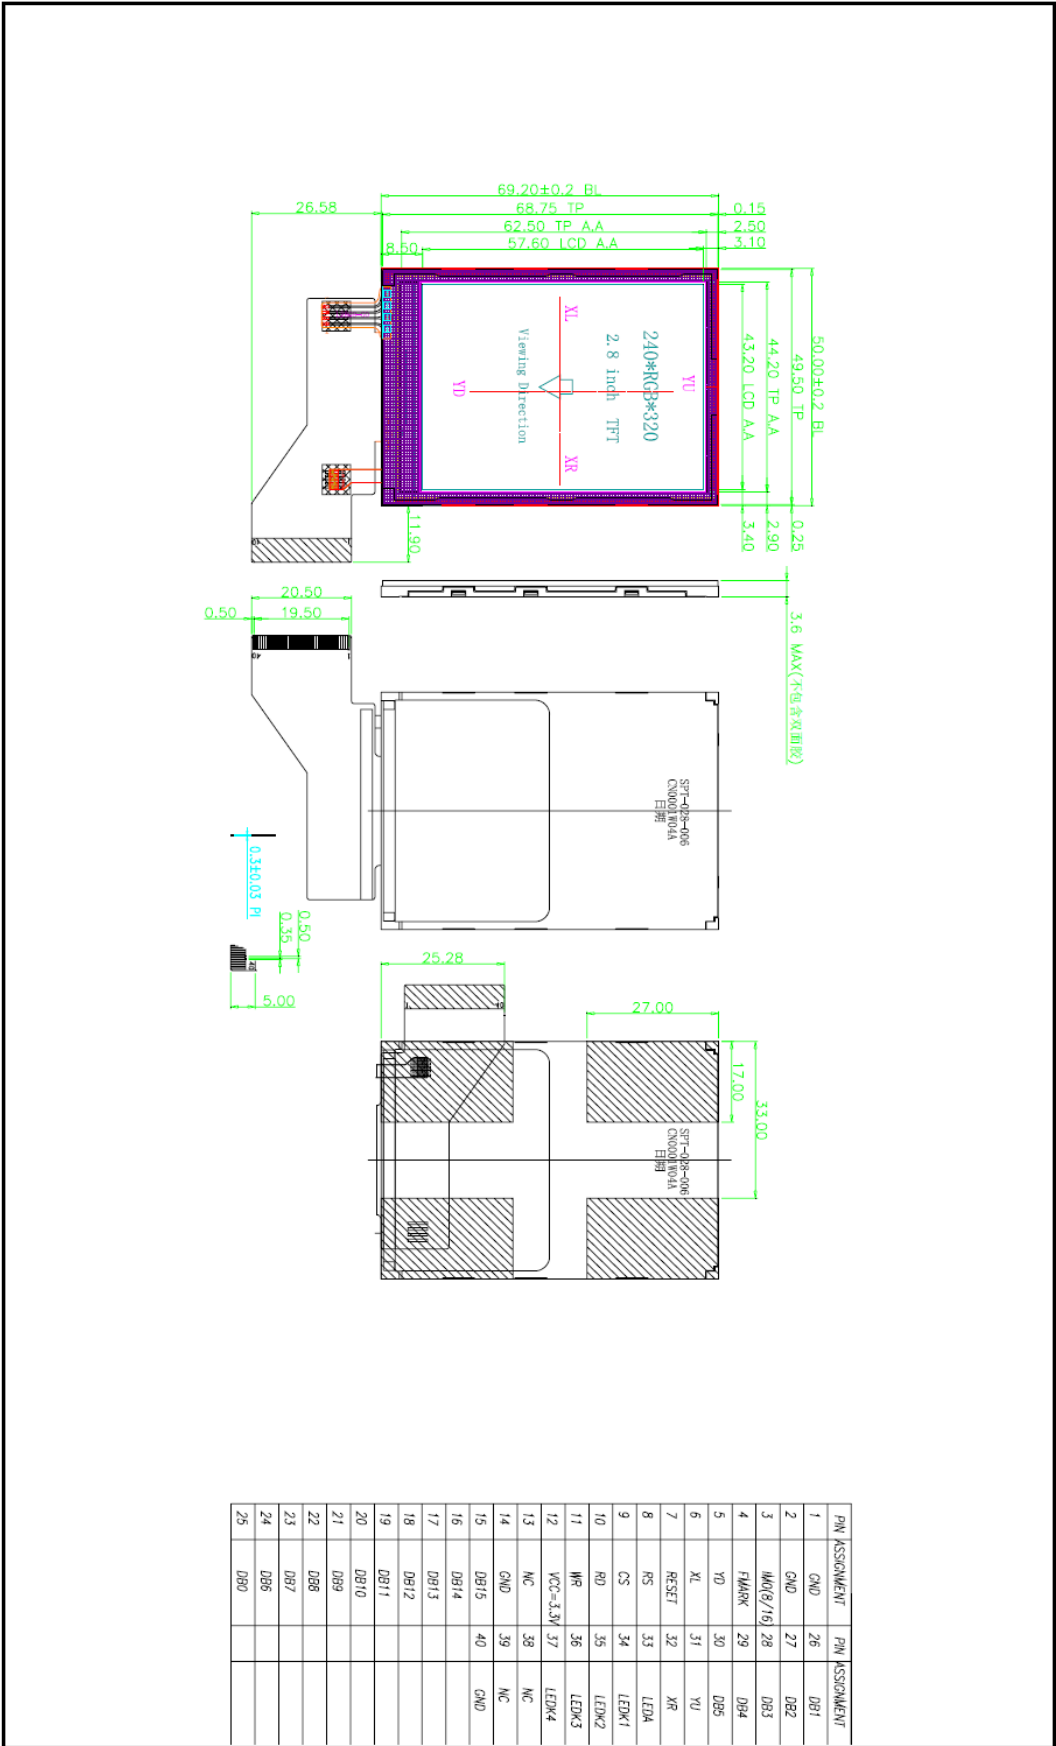 69.20±0.2 BL
68.75 TP
62.50 TP A.A
57.60 LCD A.A
8.50
26.58
0.15
2.50
3.10
50.00±0.2 BL
49.50 TP
44.20 TP A.A
43.20 LCD A.A
0.25
2.90
3.40
11.90
240*RGB*320
2.8 inch TFT
Viewing Direction
XL
XR
YU
YD
1
40
3.6 MAX(不包含双面胶)
20.50
19.50
0.50
1
40
SPT-028-006
CN0001W04A
日期
0.3±0.03 PI
0.50
0.35
5.00
40
25.28
27.00
17.00
33.00
SPT-028-006
CN0001W04A
日期
40
1
PIN ASSIGNMENT PIN ASSIGNMENT
1 GND 26 DB1
2 GND 27 DB2
3 IM0(8/16) 28 DB3
4 FMARK 29 DB4
5 YD 30 DB5
6 XL 31 YU
7 RESET 32 XR
8 RS 33 LEDA
9 CS 34 LEDK1
10 RD 35 LEDK2
11 WR 36 LEDK3
12 VCC=3.3V 37 LEDK4
13 NC 38 NC
14 GND 39 NC
15 DB15 40 GND
16 DB14
17 DB13
18 DB12
19 DB11
20 DB10
21 DB9
22 DB8
23 DB7
24 DB6
25 DB0